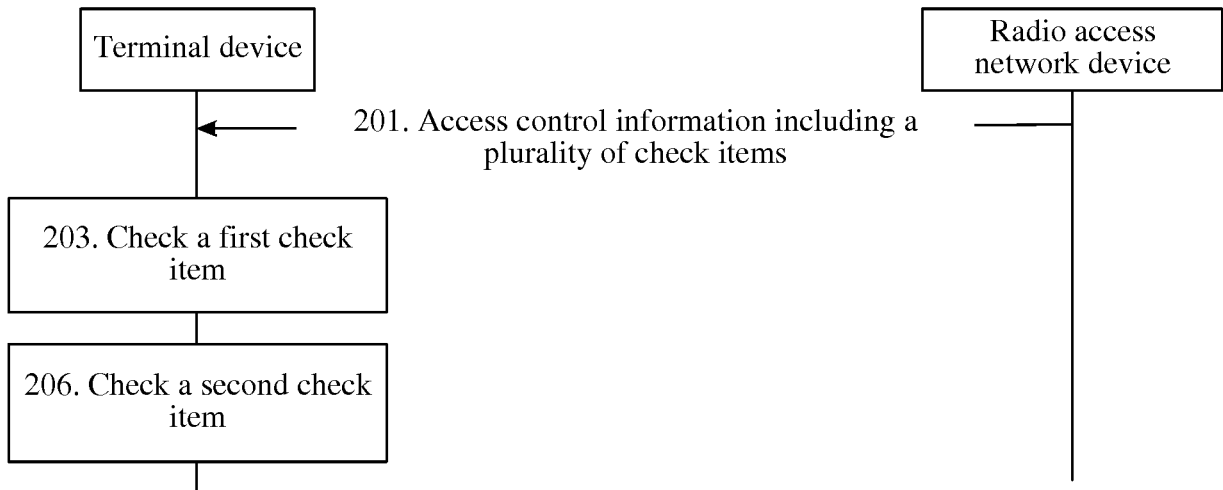 Terminal device
Radio access
network device
201. Access control information including a
plurality of check items
203. Check a first check
item
206. Check a second check
item